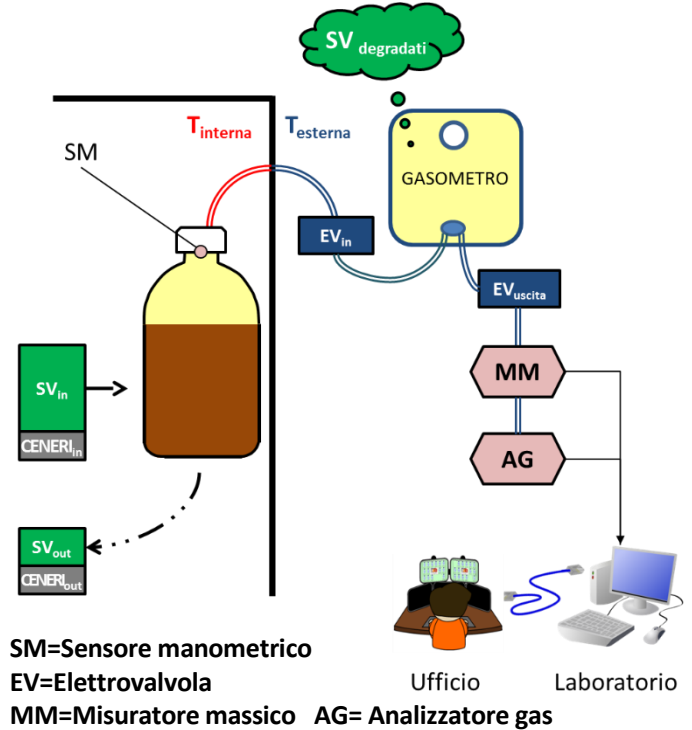 SV degradati
T interna
T esterna
SM
GASOMETRO
EV in
EV uscita
SV in
CENERI in
MM
AG
SV out
CENERI out
Ufficio
Laboratorio
SM=Sensore manometrico
EV=Elettrovalvola
MM=Misuratore massico AG= Analizzatore gas